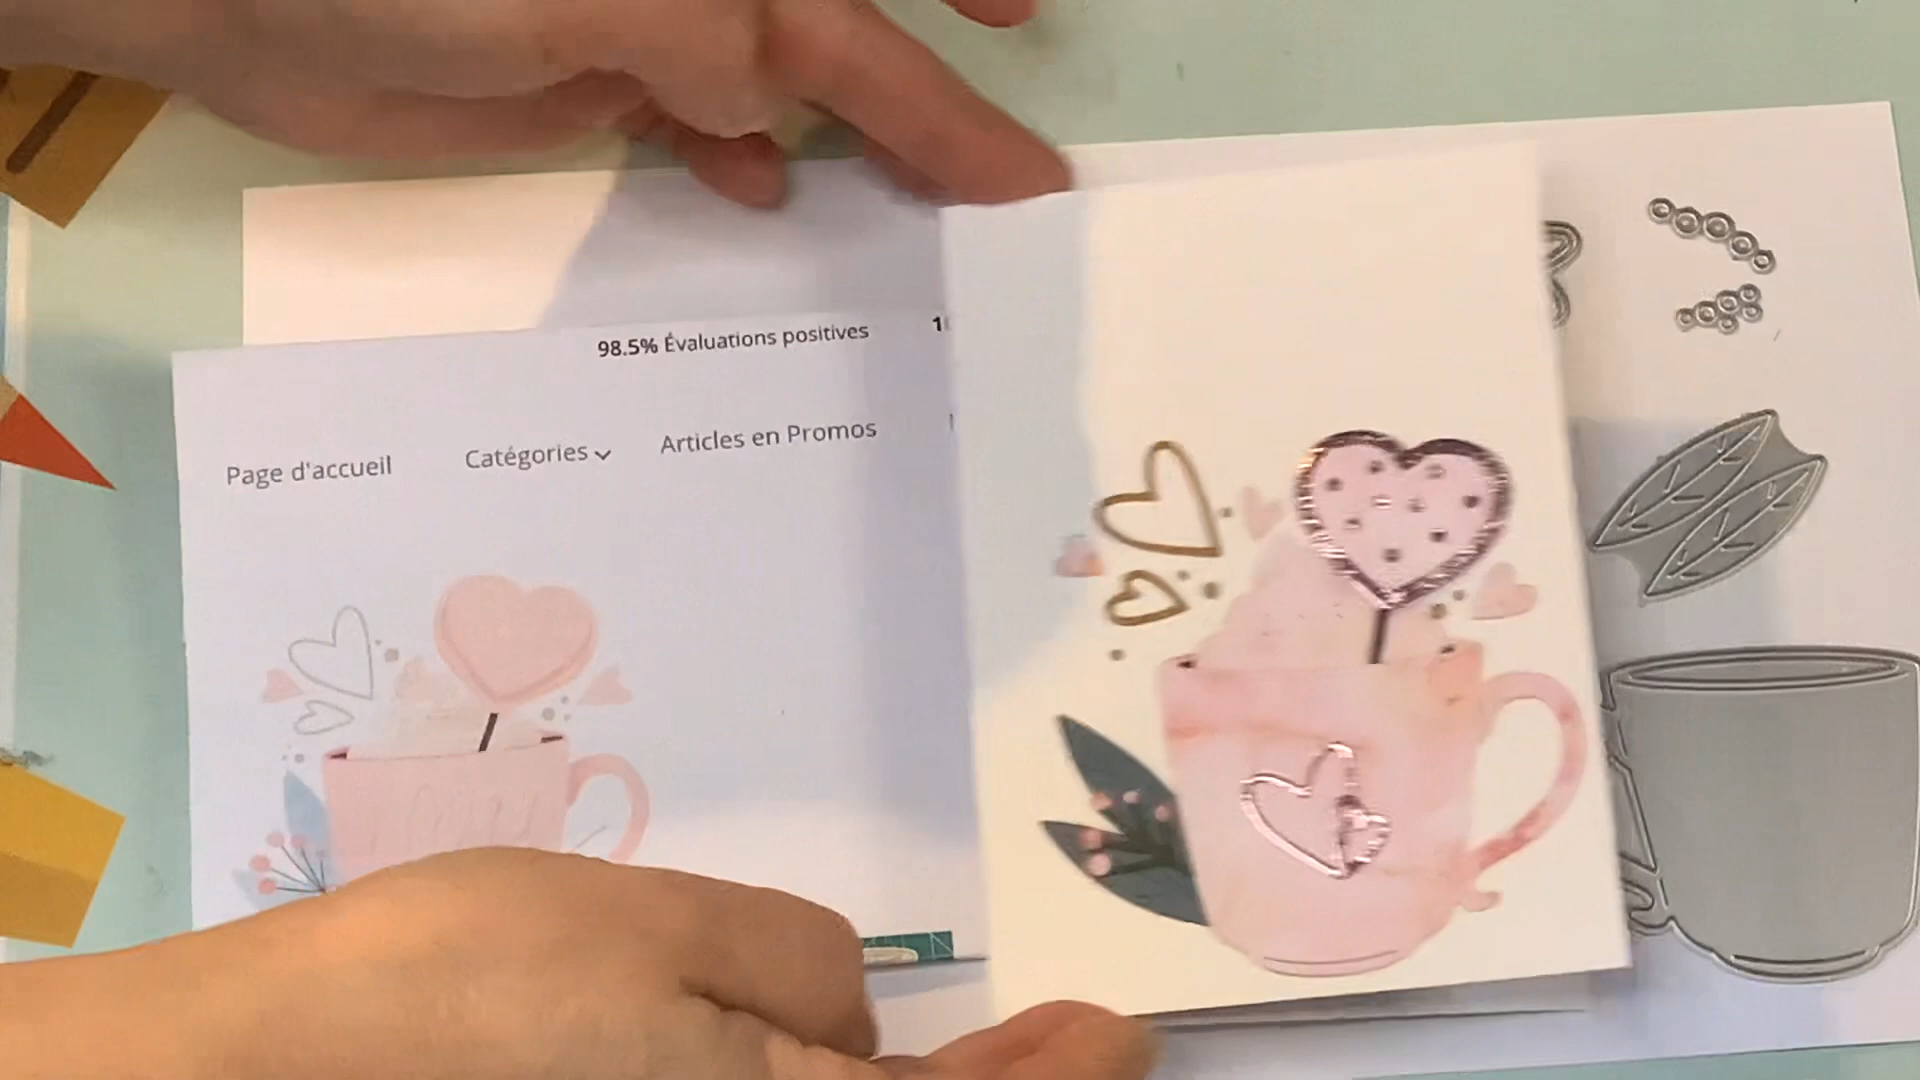 98.5% Évaluations positives
Page d'accueil
Catégories
Articles en Promos